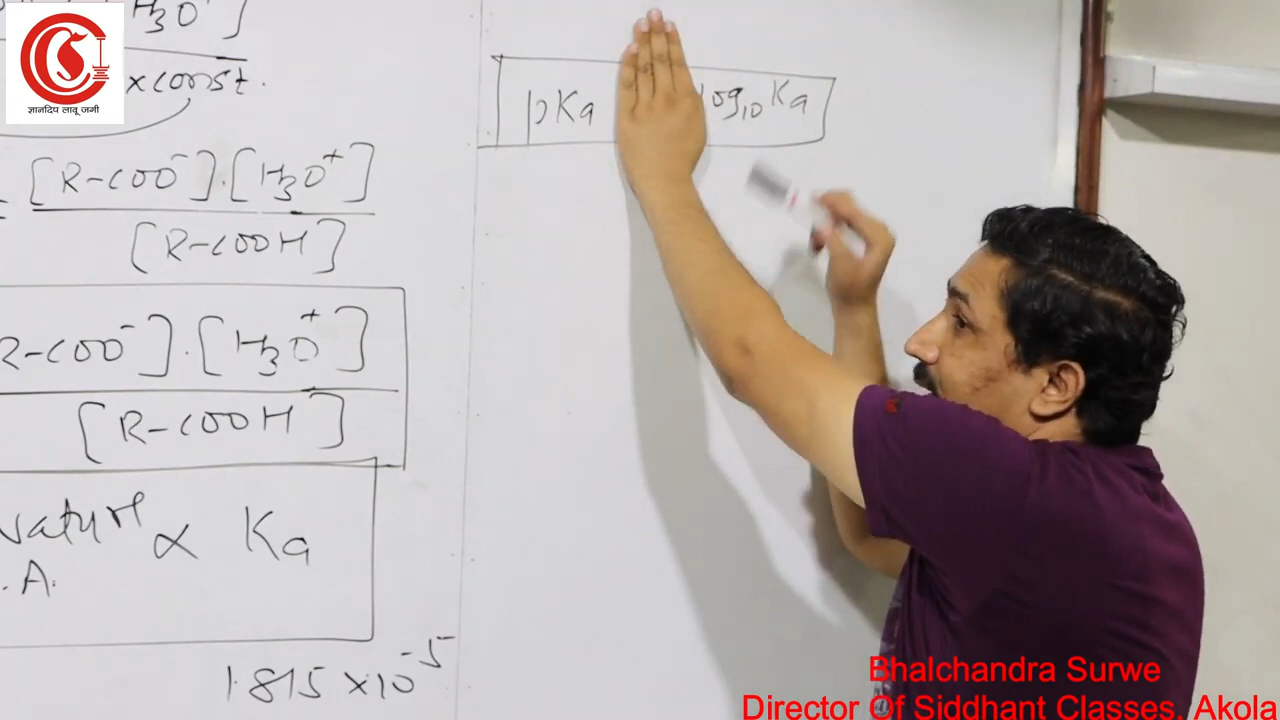 H₃O⁺]
ज्ञानदिप लावू जगी
x const.
= [R-COO⁻].[H₃O⁺]
[R-COOH]
R-COO⁻].[H₃O⁺]
[R-COOH]
∝ Ka
.A.
1.815 x 10⁻⁵
pKa log₁₀ Ka
Bhalchandra Surwe
Director Of Siddhant Classes, Akola